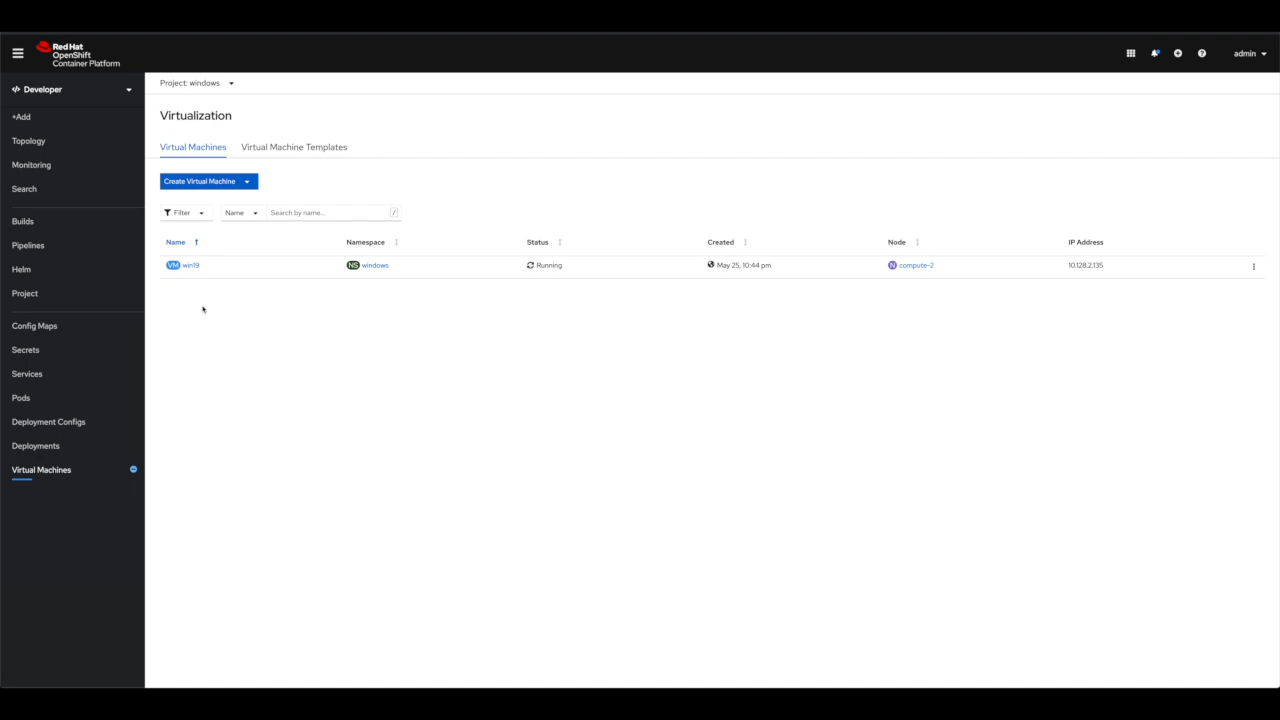 Red Hat
OpenShift
Container Platform
admin
Developer
+Add
Topology
Monitoring
Search
Builds
Pipelines
Helm
Project
Config Maps
Secrets
Services
Pods
Deployment Configs
Deployments
Virtual Machines
Project: windows
Virtualization
Virtual Machines Virtual Machine Templates
Create Virtual Machine
Filter Name Search by name... /
Name Namespace Status Created Node IP Address
VM win19 NS windows Running May 25, 10:44 pm N compute-2 10.128.2.135